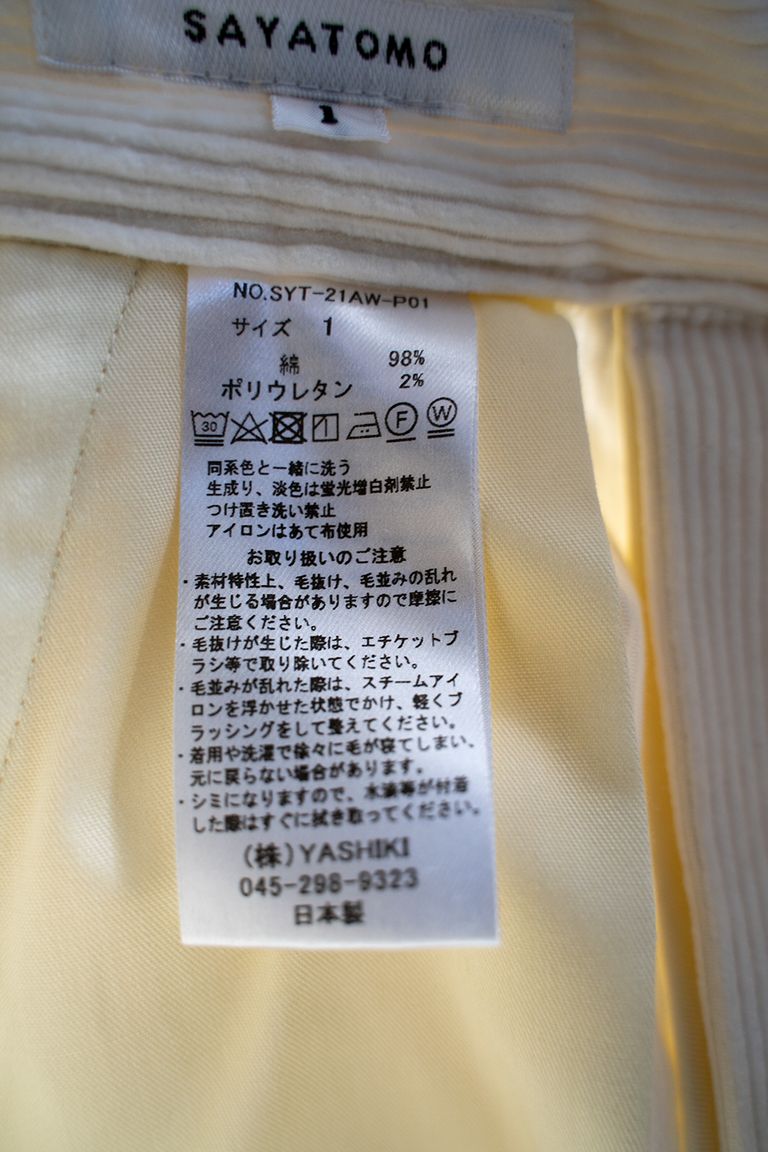 SAYATOMO
1
NO.SYT-21AW-P01
サイズ 1
綿 98%
ポリウレタン 2%
30 F W
同系色と一緒に洗う
生成り、淡色は蛍光増白剤禁止
つけ置き洗い禁止
アイロンはあて布使用
お取り扱いのご注意
・素材特性上、毛抜け、毛並みの乱れ
が生じる場合がありますので摩擦に
ご注意ください。
・毛抜けが生じた際は、エチケットブ
ラシ等で取り除いてください。
・毛並みが乱れた際は、スチームアイ
ロンを浮かせた状態でかけ、軽くブ
ラッシングをして整えてください。
・着用や洗濯で徐々に毛が寝てしまい、
元に戻らない場合があります。
・シミになりますので、水滴等が付着
した際はすぐに拭き取ってください。
(株)YASHIKI
045-298-9323
日本製